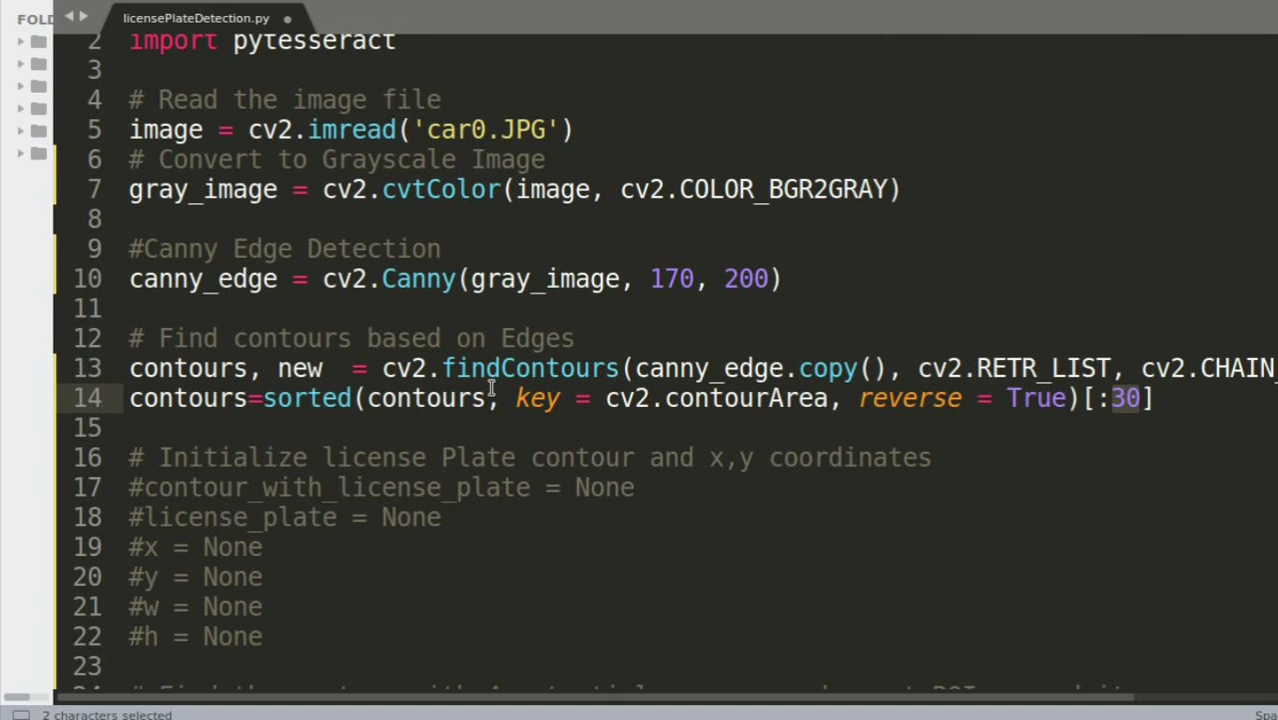 FOLD
licensePlateDetection.py
2 import pytesseract
3
4 # Read the image file
5 image = cv2.imread('car0.JPG')
6 # Convert to Grayscale Image
7 gray_image = cv2.cvtColor(image, cv2.COLOR_BGR2GRAY)
8
9 #Canny Edge Detection
10 canny_edge = cv2.Canny(gray_image, 170, 200)
11
12 # Find contours based on Edges
13 contours, new  = cv2.findContours(canny_edge.copy(), cv2.RETR_LIST, cv2.CHAIN_
14 contours=sorted(contours, key = cv2.contourArea, reverse = True)[:30]
15
16 # Initialize license Plate contour and x,y coordinates
17 #contour_with_license_plate = None
18 #license_plate = None
19 #x = None
20 #y = None
21 #w = None
22 #h = None
23
2 characters selected
Spa